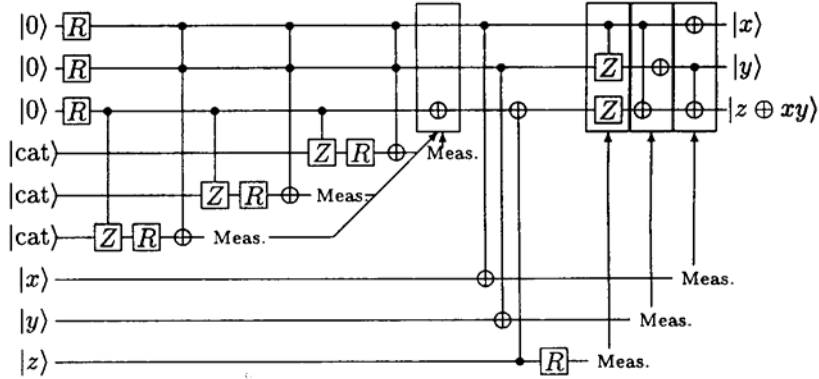 |0⟩ R |x⟩
|0⟩ R Z |y⟩
|0⟩ R Z |z ⊕ xy⟩
|cat⟩ Z R Meas.
|cat⟩ Z R Meas.
|cat⟩ Z R Meas.
|x⟩ Meas.
|y⟩ Meas.
|z⟩ R Meas.